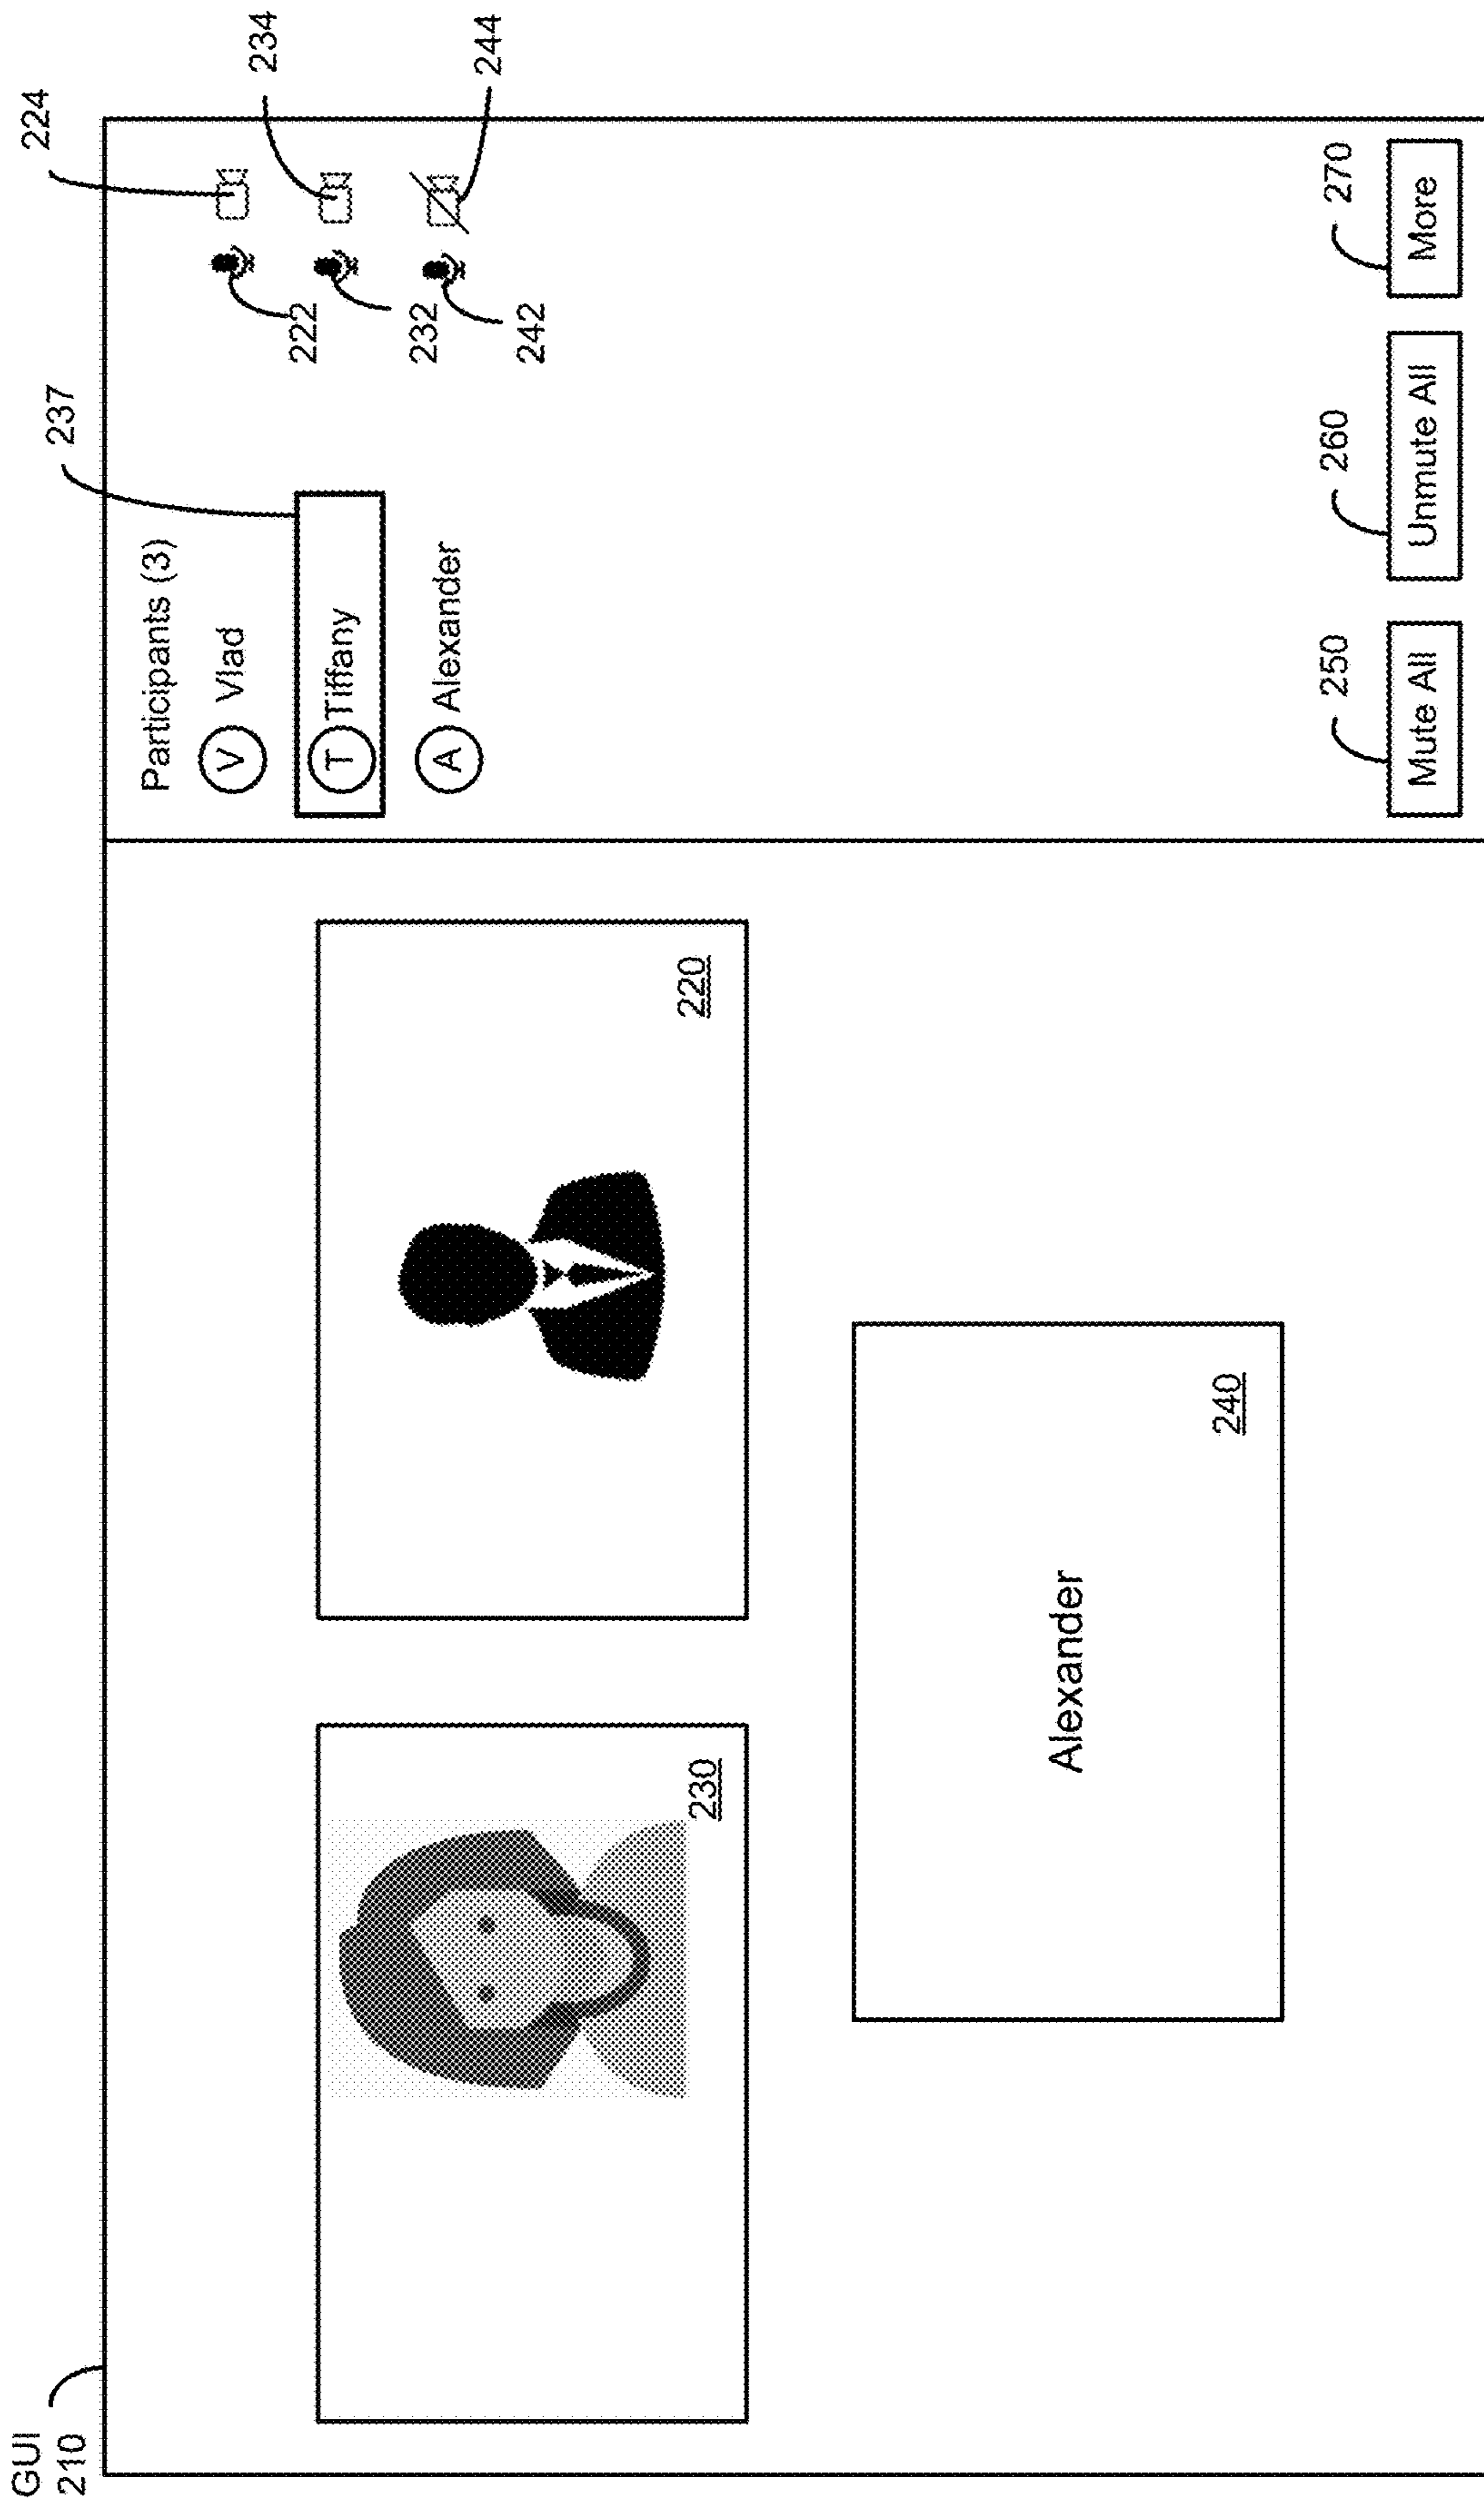 GUI
210
224
234
244
237
Participants (3)
V Vlad
222
T Tiffany
232
A Alexander
242
230
220
Alexander
240
250
260
270
Mute All
Unmute All
More